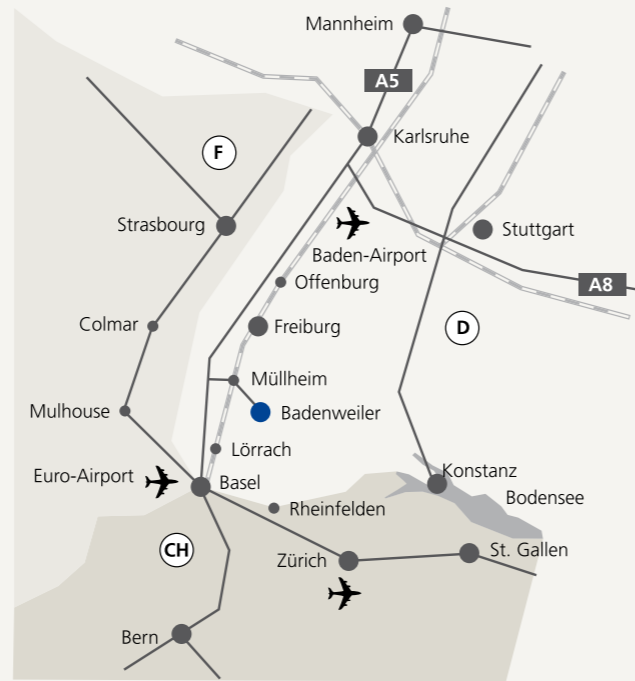 Mannheim
A5
Karlsruhe
F
Strasbourg
Stuttgart
Baden-Airport
Offenburg
A8
Colmar
Freiburg
D
Müllheim
Mulhouse
Badenweiler
Lörrach
Euro-Airport
Basel
Konstanz
Bodensee
Rheinfelden
CH
Zürich
St. Gallen
Bern